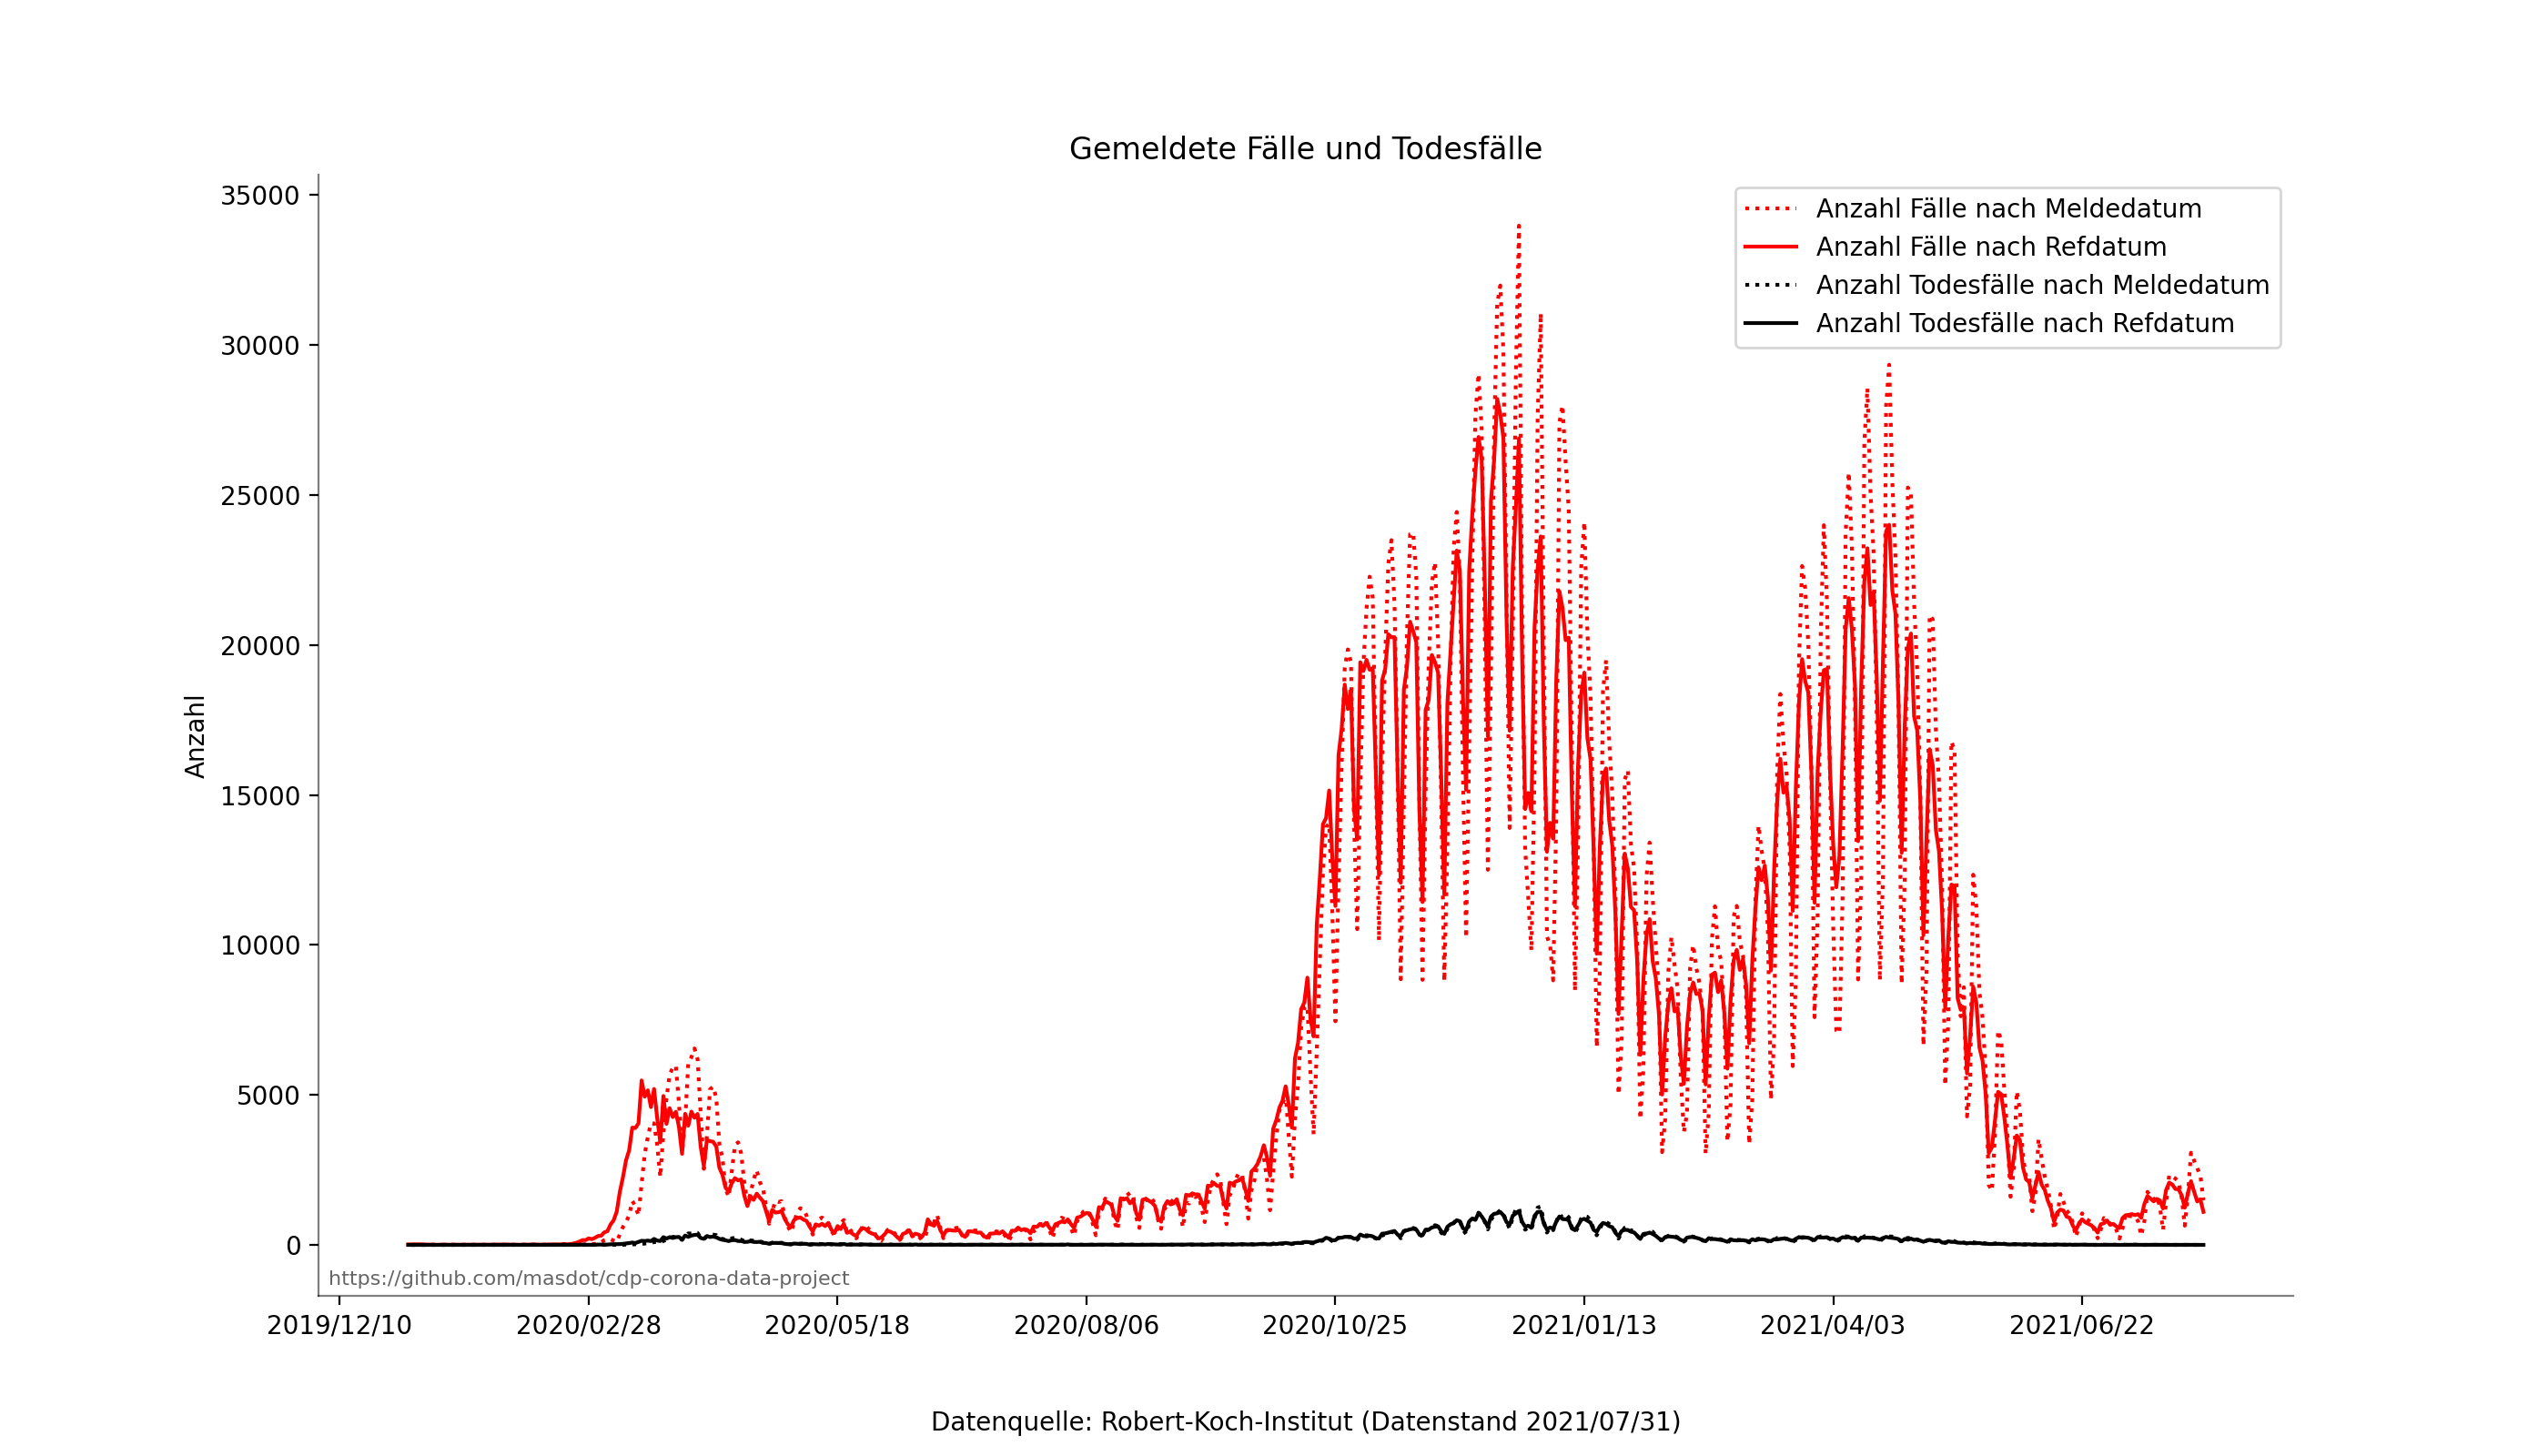 Gemeldete Fälle und Todesfälle
35000
30000
25000
20000
15000
10000
5000
0
Anzahl
Anzahl Fälle nach Meldedatum
Anzahl Fälle nach Refdatum
Anzahl Todesfälle nach Meldedatum
Anzahl Todesfälle nach Refdatum
https://github.com/masdot/cdp-corona-data-project
2019/12/10 2020/02/28 2020/05/18 2020/08/06 2020/10/25 2021/01/13 2021/04/03 2021/06/22
Datenquelle: Robert-Koch-Institut (Datenstand 2021/07/31)